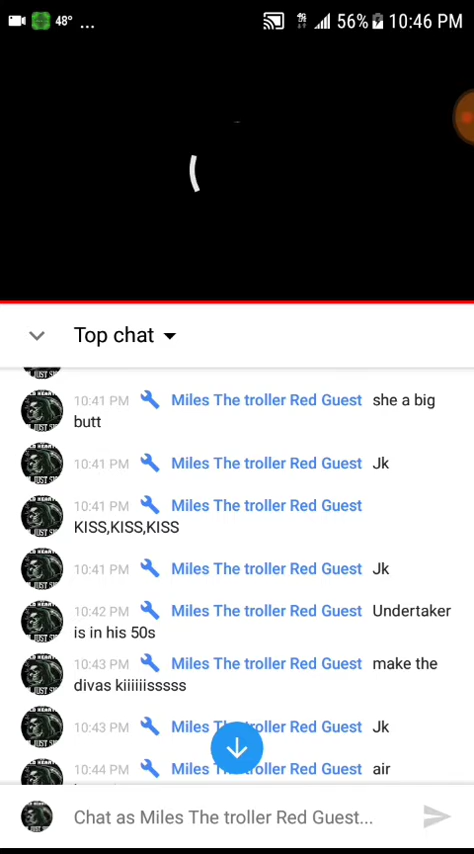 48° ... 56% 10:46 PM
Top chat
10:41 PM Miles The troller Red Guest she a big
butt
10:41 PM Miles The troller Red Guest Jk
10:41 PM Miles The troller Red Guest
KISS,KISS,KISS
10:41 PM Miles The troller Red Guest Jk
10:42 PM Miles The troller Red Guest Undertaker
is in his 50s
10:43 PM Miles The troller Red Guest make the
divas kiiiiiisssss
10:43 PM Miles The troller Red Guest Jk
10:44 PM Miles The troller Red Guest air
Chat as Miles The troller Red Guest...